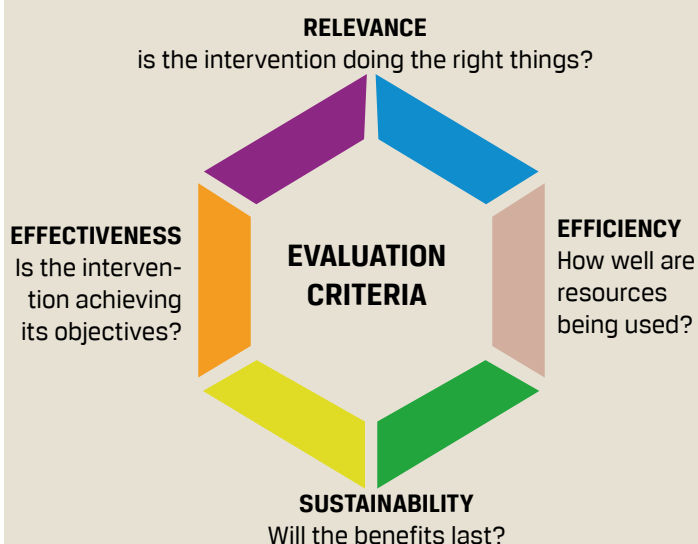 RELEVANCE
is the intervention doing the right things?
EFFECTIVENESS
Is the interven-
tion achieving
its objectives?
EVALUATION
CRITERIA
EFFICIENCY
How well are
resources
being used?
SUSTAINABILITY
Will the benefits last?